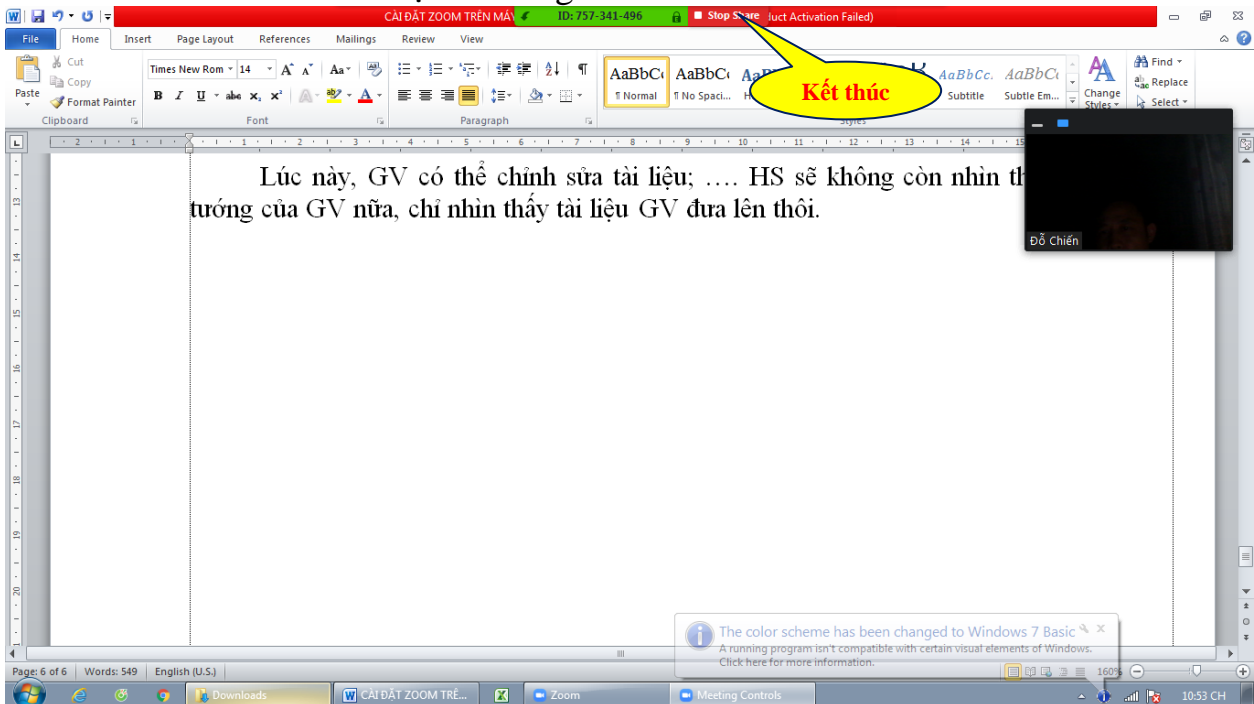 CÀI ĐẶT ZOOM TRÊN MÁY
ID: 757-341-496
Stop Share
uct Activation Failed)
File Home Insert Page Layout References Mailings Review View
Paste
Cut
Copy
Format Painter
Clipboard
Times New Rom 14
Font
Paragraph
AaBbCc AaBbCc AaBbCc. AaBbCc
¶ Normal ¶ No Spaci... Subtitle Subtle Em...
Change Styles
Styles
Find
Replace
Select
Kết thúc
Lúc này, GV có thể chỉnh sửa tài liệu; …. HS sẽ không còn nhìn
tướng của GV nữa, chỉ nhìn thấy tài liệu GV đưa lên thôi.
Đỗ Chiến
The color scheme has been changed to Windows 7 Basic
A running program isn't compatible with certain visual elements of Windows.
Click here for more information.
Page: 6 of 6 Words: 549 English (U.S.) 160%
Downloads CÀI ĐẶT ZOOM TRÊ... Zoom Meeting Controls 10:53 CH